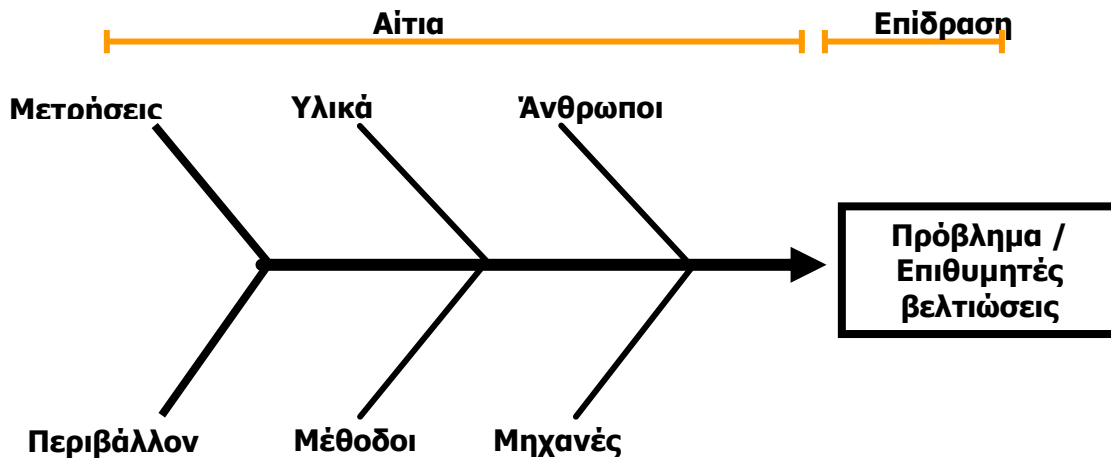 Αίτια
Επίδραση
Μετρήσεις
Υλικά
Άνθρωποι
Πρόβλημα /
Επιθυμητές
βελτιώσεις
Περιβάλλον
Μέθοδοι
Μηχανές